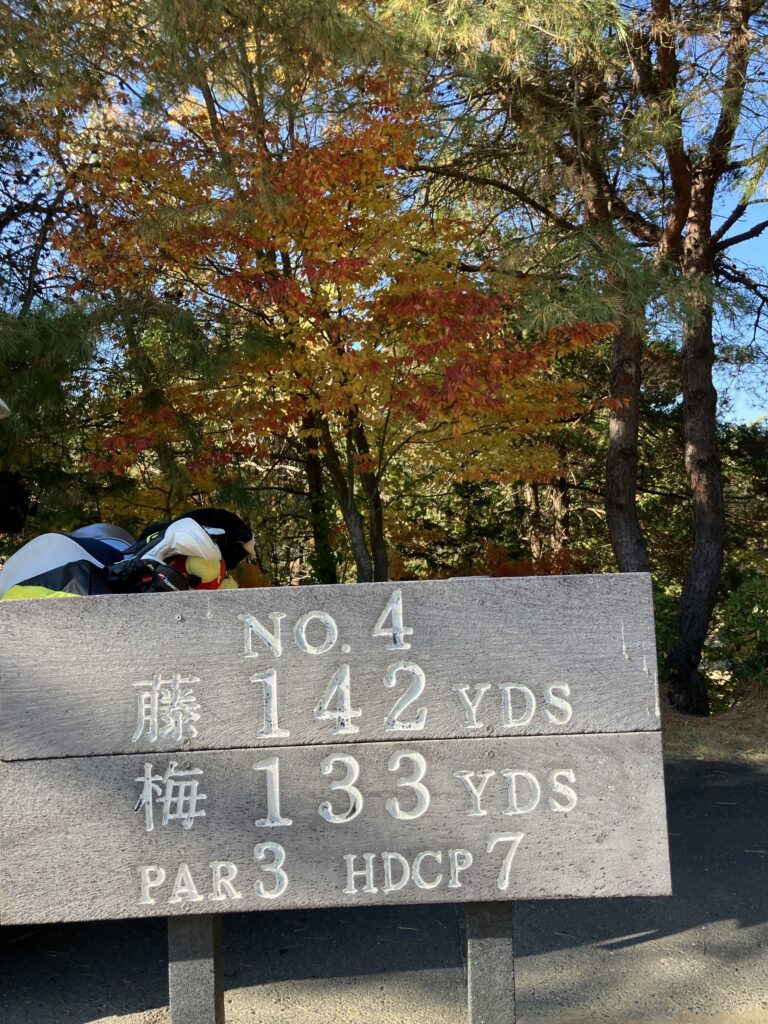 NO. 4
藤 142 YDS
梅 133 YDS
PAR 3 HDCP 7